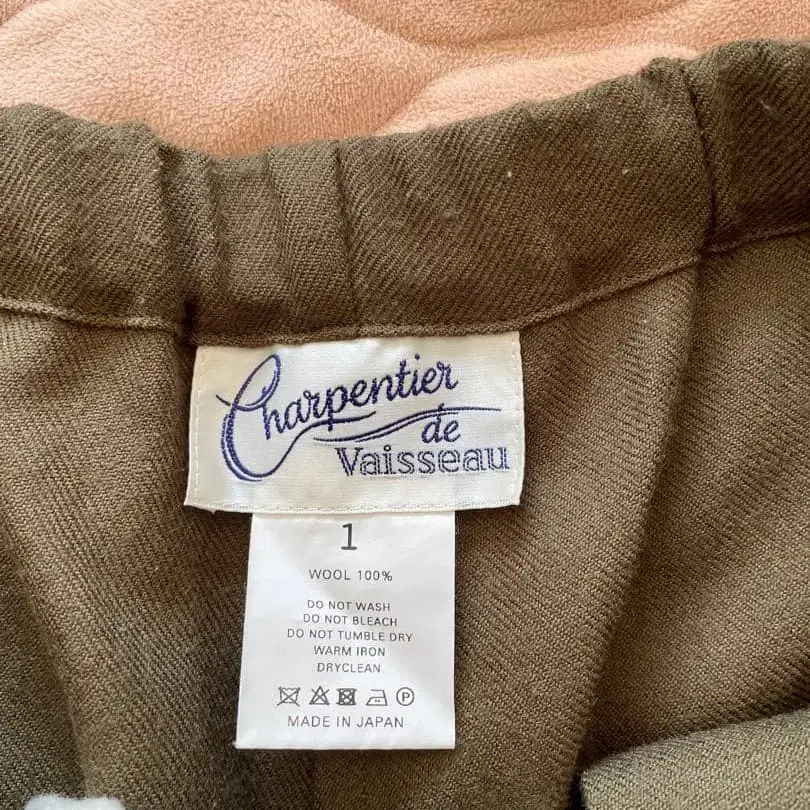 Charpentier
de
Vaisseau
1
WOOL 100%
DO NOT WASH
DO NOT BLEACH
DO NOT TUMBLE DRY
WARM IRON
DRYCLEAN
P
MADE IN JAPAN